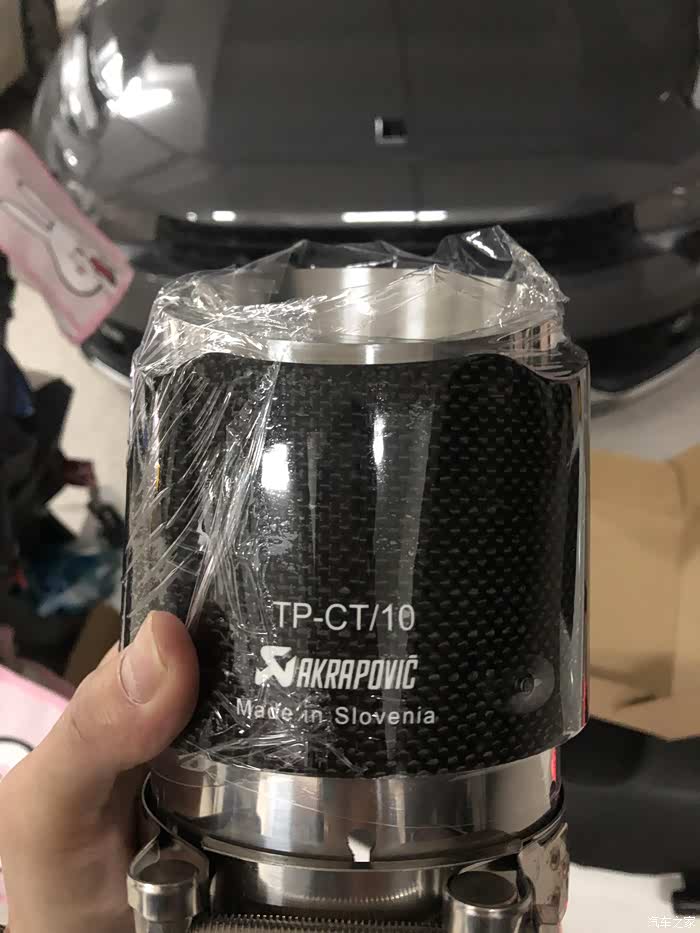 TP-CT/10
AKRAPOVIČ
Made in Slovenia
汽车之家